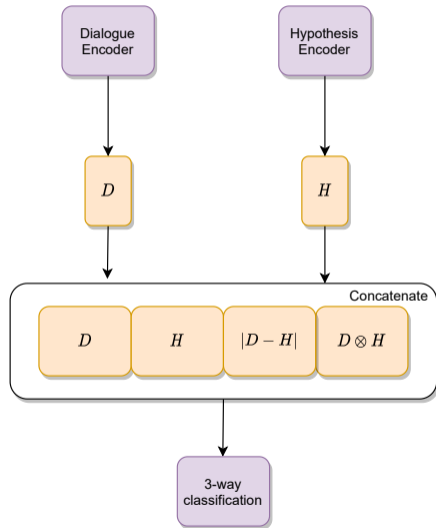 Dialogue
Encoder
Hypothesis
Encoder
D
H
Concatenate
D
H
|D − H|
D ⊗ H
3-way
classification